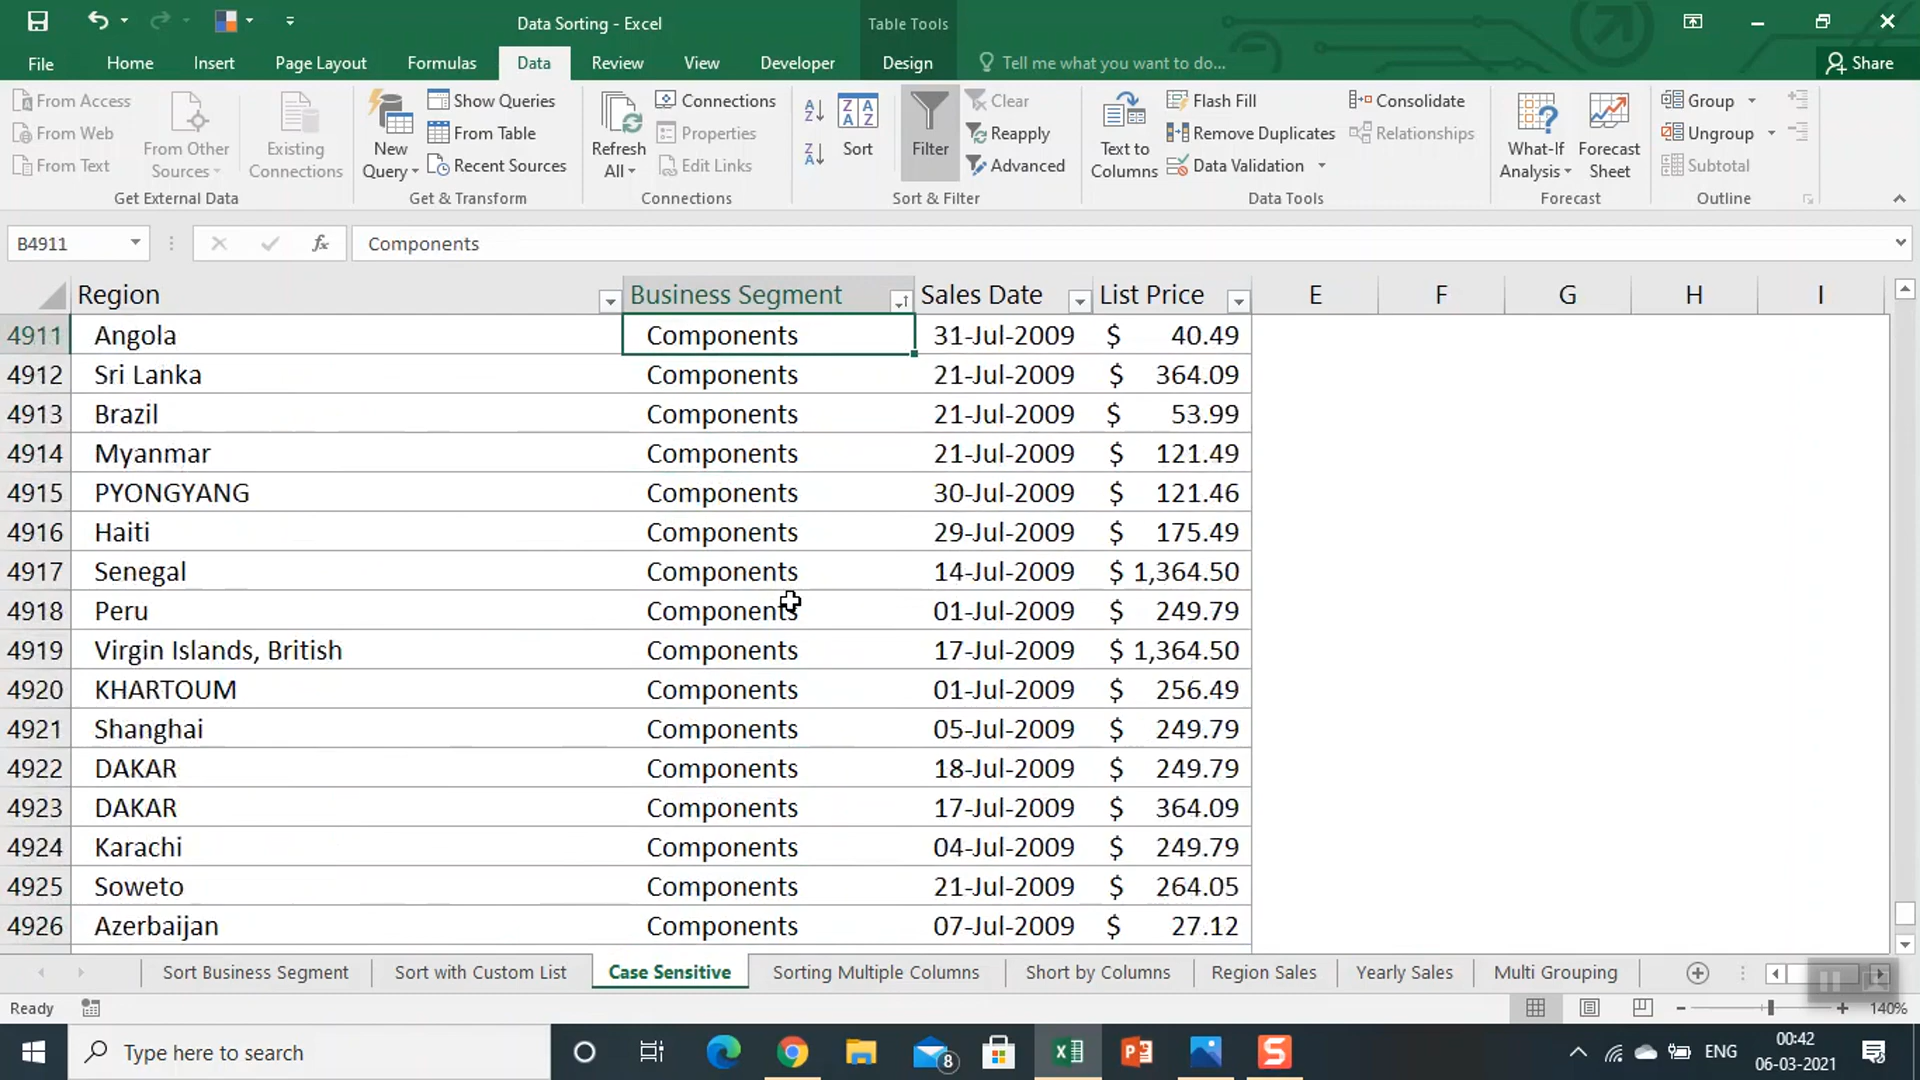 Data Sorting - Excel
Table Tools
File Home Insert Page Layout Formulas Data Review View Developer Design Tell me what you want to do... Share
From Access
From Web
From Text
From Other Sources
Existing Connections
Get External Data
New Query
Show Queries
From Table
Recent Sources
Get & Transform
Refresh All
Connections
Properties
Edit Links
Connections
Sort
Filter
Clear
Reapply
Advanced
Sort & Filter
Text to Columns
Flash Fill
Remove Duplicates
Data Validation
Consolidate
Relationships
Data Tools
What-If Analysis
Forecast Sheet
Forecast
Group
Ungroup
Subtotal
Outline
B4911 fx Components
Region Business Segment Sales Date List Price E F G H I
4911 Angola Components 31-Jul-2009 $ 40.49
4912 Sri Lanka Components 21-Jul-2009 $ 364.09
4913 Brazil Components 21-Jul-2009 $ 53.99
4914 Myanmar Components 21-Jul-2009 $ 121.49
4915 PYONGYANG Components 30-Jul-2009 $ 121.46
4916 Haiti Components 29-Jul-2009 $ 175.49
4917 Senegal Components 14-Jul-2009 $ 1,364.50
4918 Peru Components 01-Jul-2009 $ 249.79
4919 Virgin Islands, British Components 17-Jul-2009 $ 1,364.50
4920 KHARTOUM Components 01-Jul-2009 $ 256.49
4921 Shanghai Components 05-Jul-2009 $ 249.79
4922 DAKAR Components 18-Jul-2009 $ 249.79
4923 DAKAR Components 17-Jul-2009 $ 364.09
4924 Karachi Components 04-Jul-2009 $ 249.79
4925 Soweto Components 21-Jul-2009 $ 264.05
4926 Azerbaijan Components 07-Jul-2009 $ 27.12
Sort Business Segment Sort with Custom List Case Sensitive Sorting Multiple Columns Short by Columns Region Sales Yearly Sales Multi Grouping
Ready 140%
Type here to search 8 ENG 00:42
06-03-2021